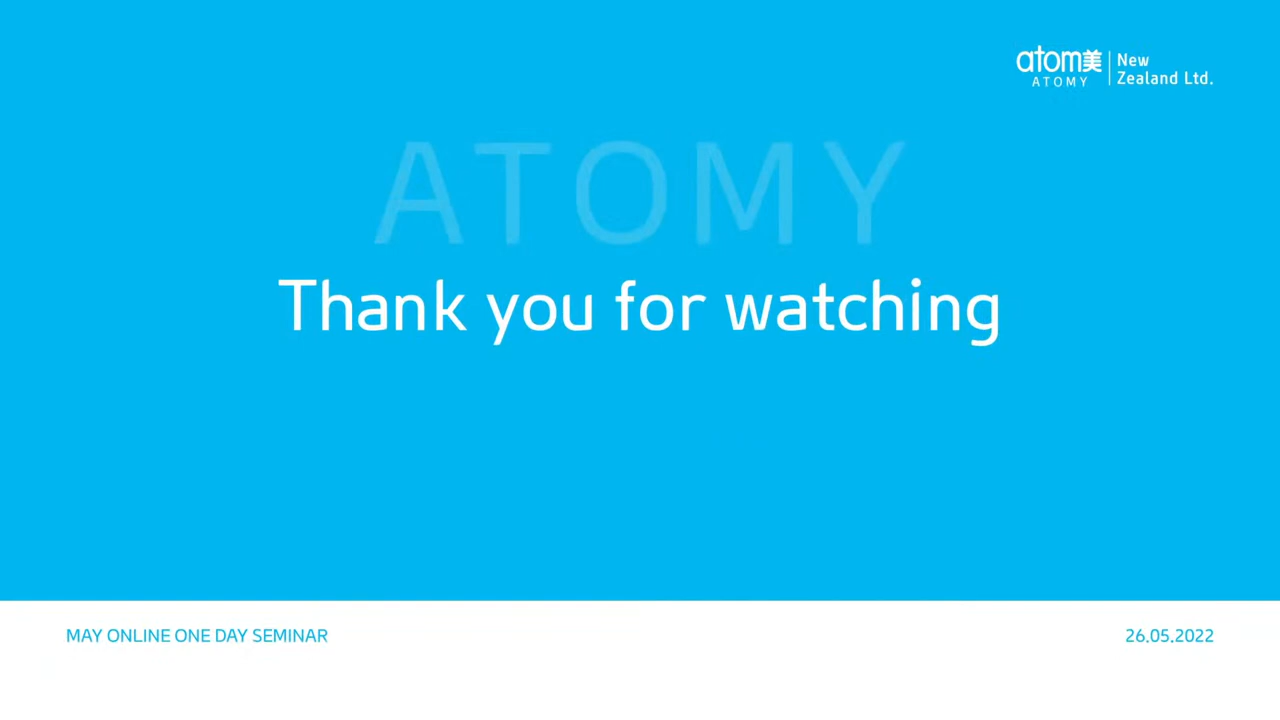 atom美
ATOMY
New
Zealand Ltd.
ATOMY
Thank you for watching
MAY ONLINE ONE DAY SEMINAR
26.05.2022